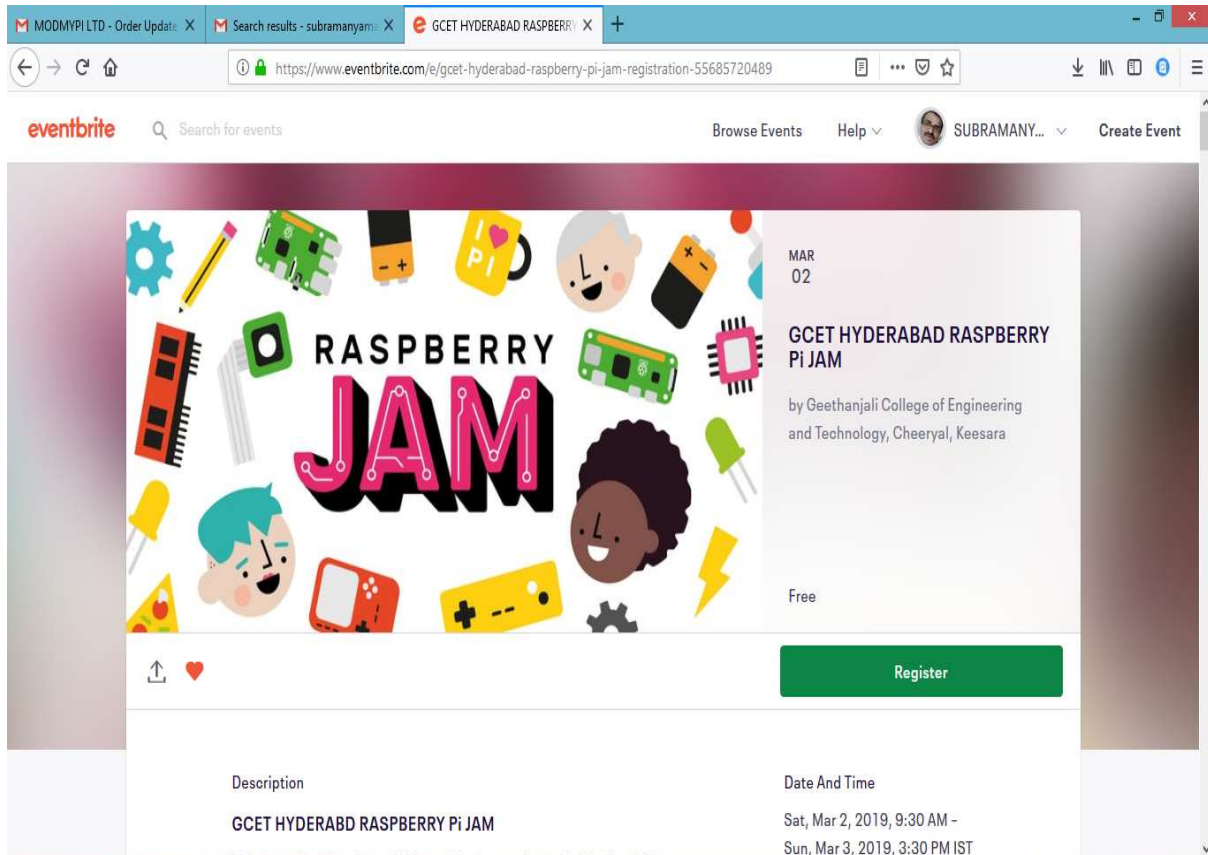 MODMYPI LTD - Order Update
Search results - subramanyama
GCET HYDERABAD RASPBERRY
https://www.eventbrite.com/e/gcet-hyderabad-raspberry-pi-jam-registration-55685720489
eventbrite
Search for events
Browse Events
Help
SUBRAMANY...
Create Event
I ♥ PI
RASPBERRY
JAM
MAR
02
GCET HYDERABAD RASPBERRY
Pi JAM
by Geethanjali College of Engineering
and Technology, Cheeryal, Keesara
Free
Register
Description
GCET HYDERABD RASPBERRY Pi JAM
Date And Time
Sat, Mar 2, 2019, 9:30 AM –
Sun, Mar 3, 2019, 3:30 PM IST